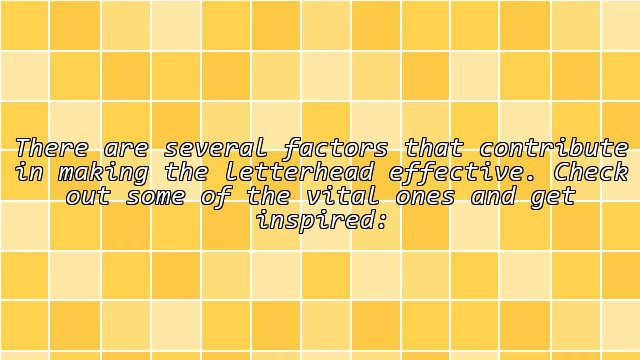 There are several factors that contribute
in making the letterhead effective. Check
out some of the vital ones and get
inspired: